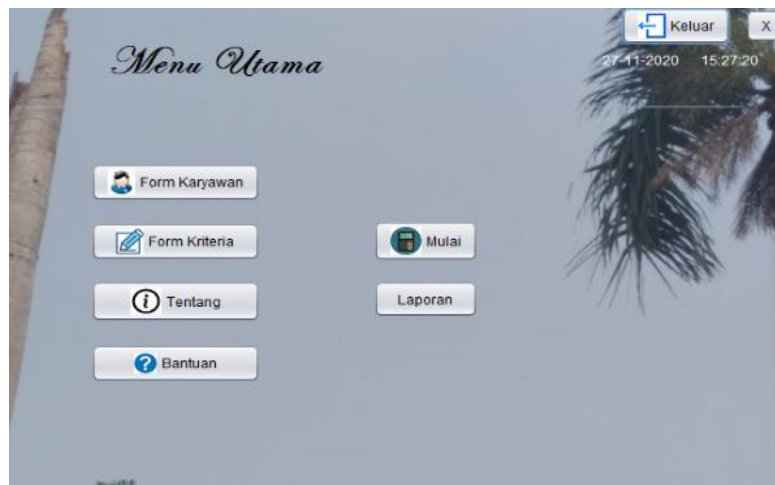 Menu Utama
Keluar
X
27-11-2020 15:27:20
Form Karyawan
Form Kriteria
Mulai
Tentang
Laporan
Bantuan